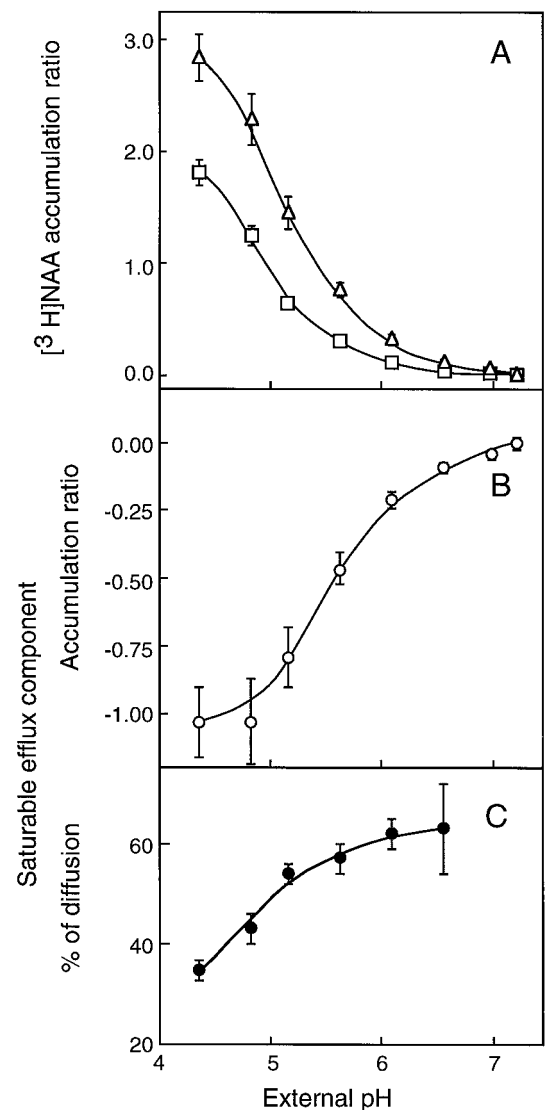 [3 H]NAA accumulation ratio
3.0
2.0
1.0
0.0
A
Saturable efflux component
Accumulation ratio
0.00
-0.25
-0.50
-0.75
-1.00
B
% of diffusion
60
40
20
C
4 5 6 7
External pH